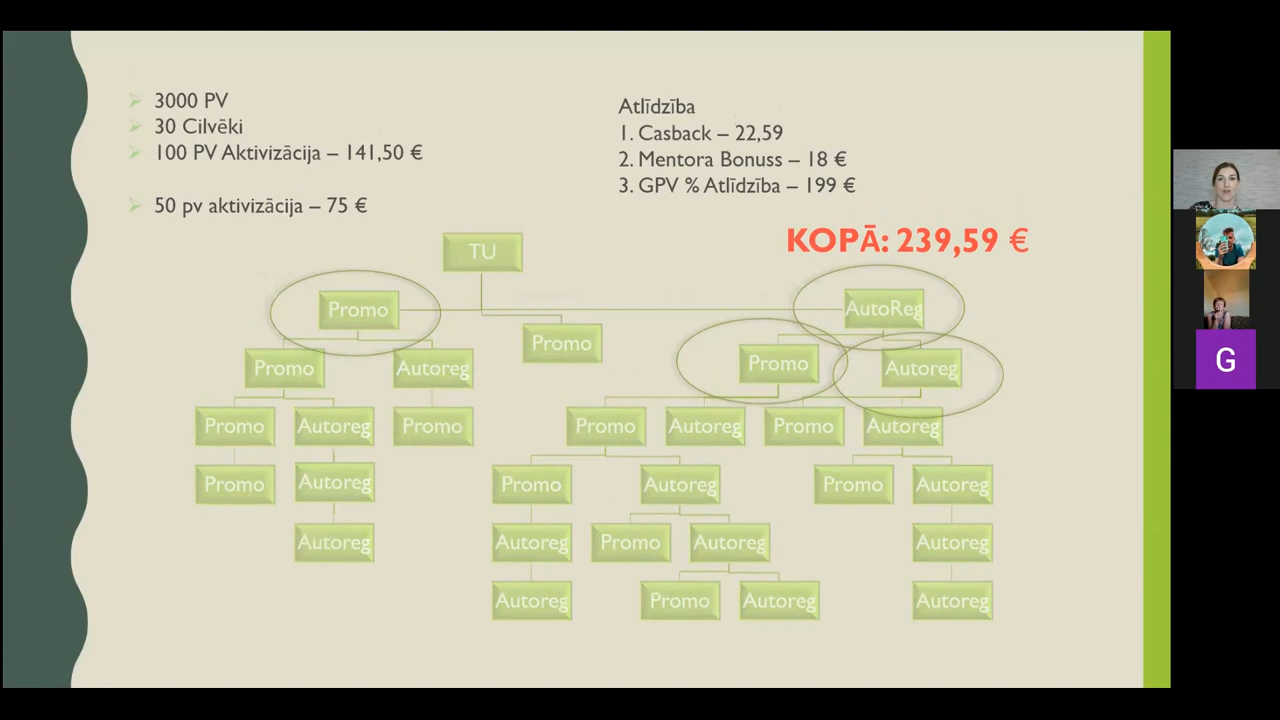 3000 PV
30 Cilvēki
100 PV Aktivizācija – 141,50 €
50 pv aktivizācija – 75 €
Atlīdzība
1. Casback – 22,59
2. Mentora Bonuss – 18 €
3. GPV % Atlīdzība – 199 €
KOPĀ: 239,59 €
TU
Promo
AutoReg
Promo
Promo
Autoreg
Promo
Autoreg
Promo
Autoreg
Promo
Promo
Autoreg
Promo
Autoreg
Promo
Autoreg
Promo
Autoreg
Promo
Autoreg
Autoreg
Autoreg
Promo
Autoreg
Autoreg
Autoreg
Promo
Autoreg
Autoreg
G